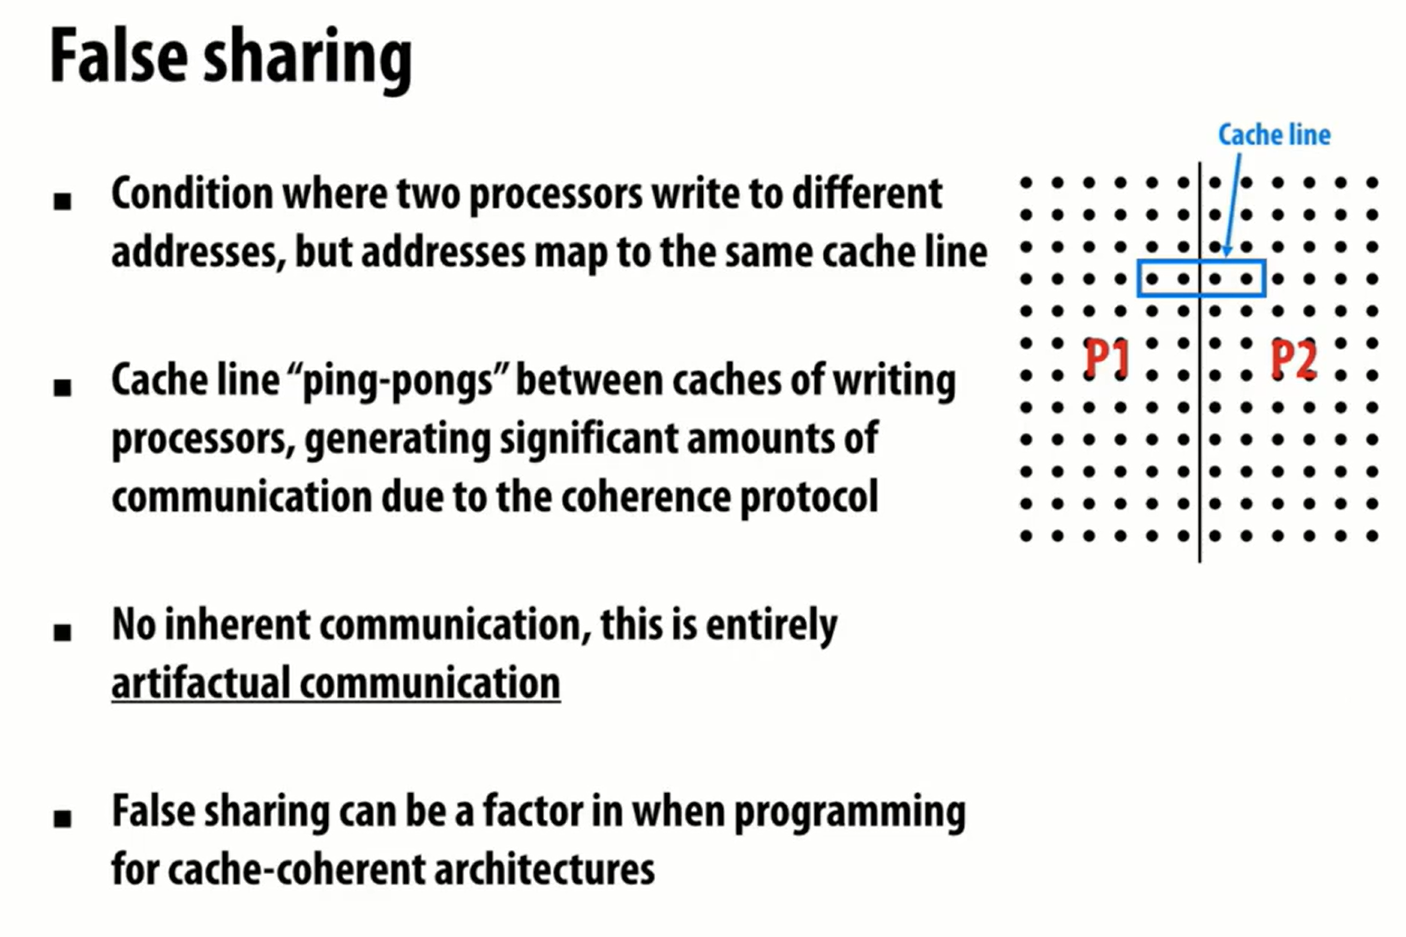 False sharing
Cache line
■ Condition where two processors write to different
addresses, but addresses map to the same cache line
■ Cache line “ping-pongs” between caches of writing
processors, generating significant amounts of
communication due to the coherence protocol
P1
P2
■ No inherent communication, this is entirely
artifactual communication
■ False sharing can be a factor in when programming
for cache-coherent architectures